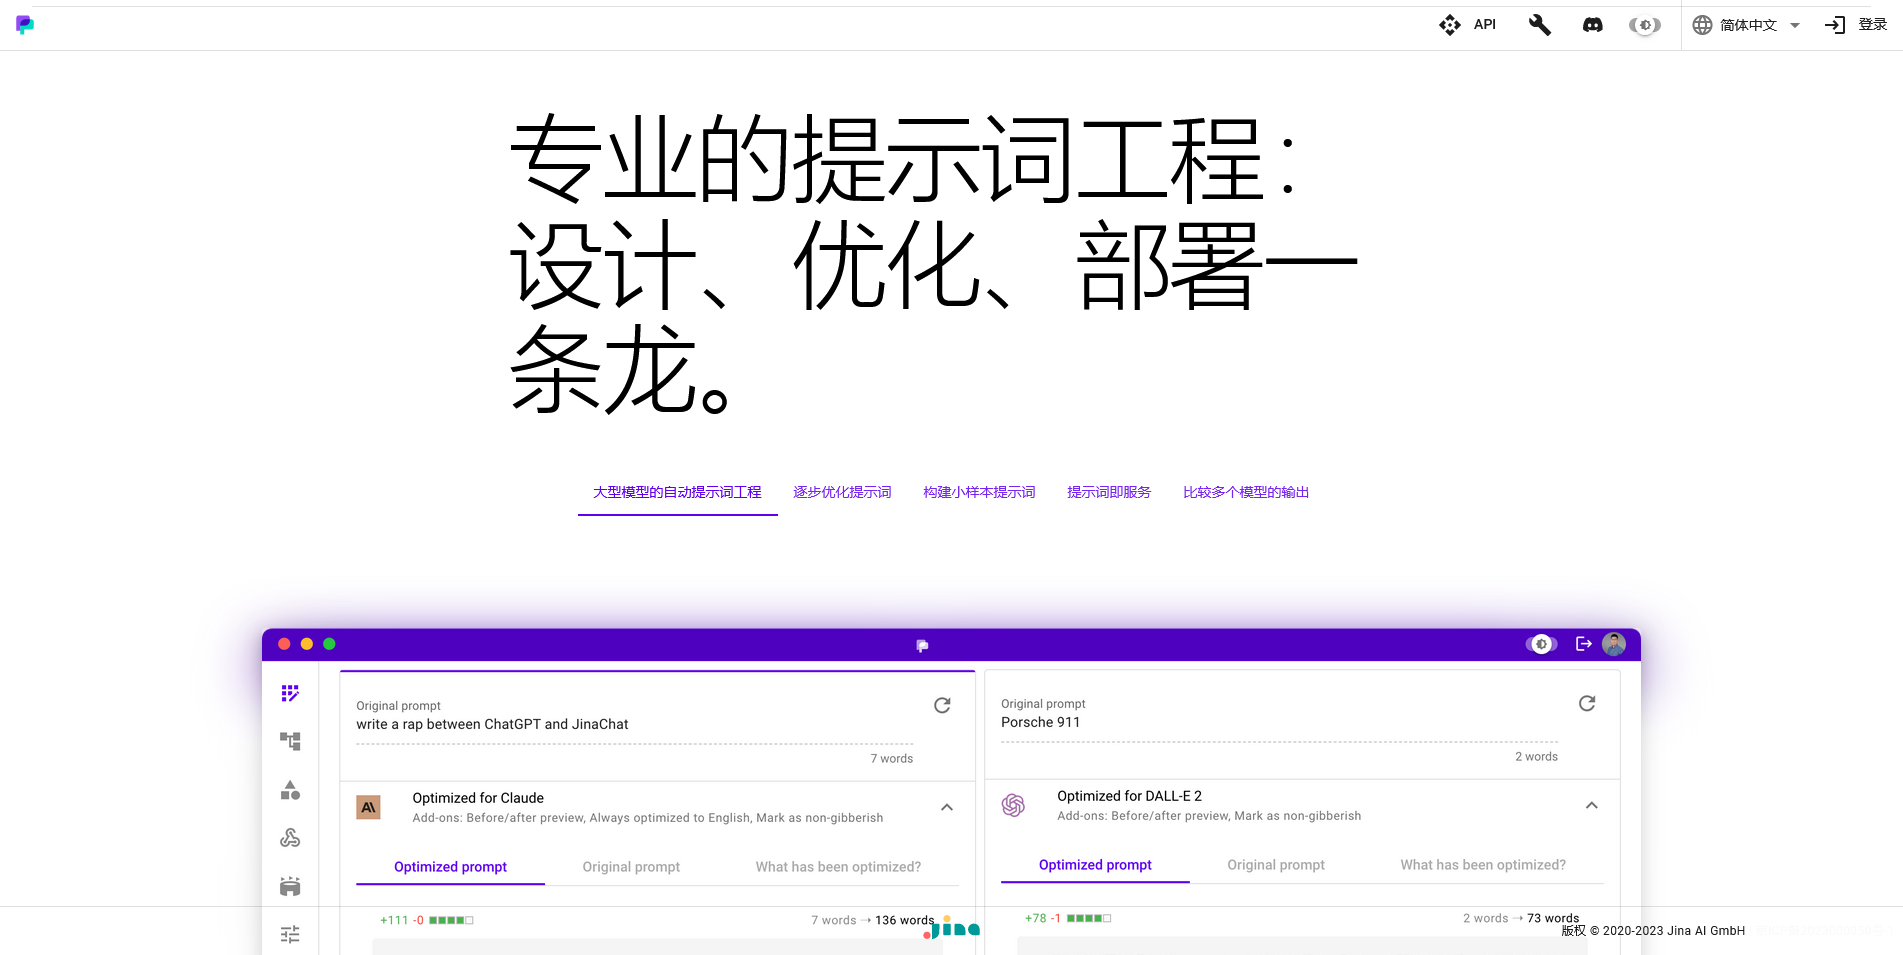 API
简体中文
登录
专业的提示词工程：
设计、优化、部署一
条龙。
大型模型的自动提示词工程
逐步优化提示词
构建小样本提示词
提示词即服务
比较多个模型的输出
Original prompt
write a rap between ChatGPT and JinaChat
7 words
Optimized for Claude
Add-ons: Before/after preview, Always optimized to English, Mark as non-gibberish
Optimized prompt
Original prompt
What has been optimized?
+111 -0
7 words → 136 words
Original prompt
Porsche 911
2 words
Optimized for DALL-E 2
Add-ons: Before/after preview, Mark as non-gibberish
Optimized prompt
Original prompt
What has been optimized?
+78 -1
2 words → 73 words
jina
版权 © 2020-2023 Jina AI GmbH